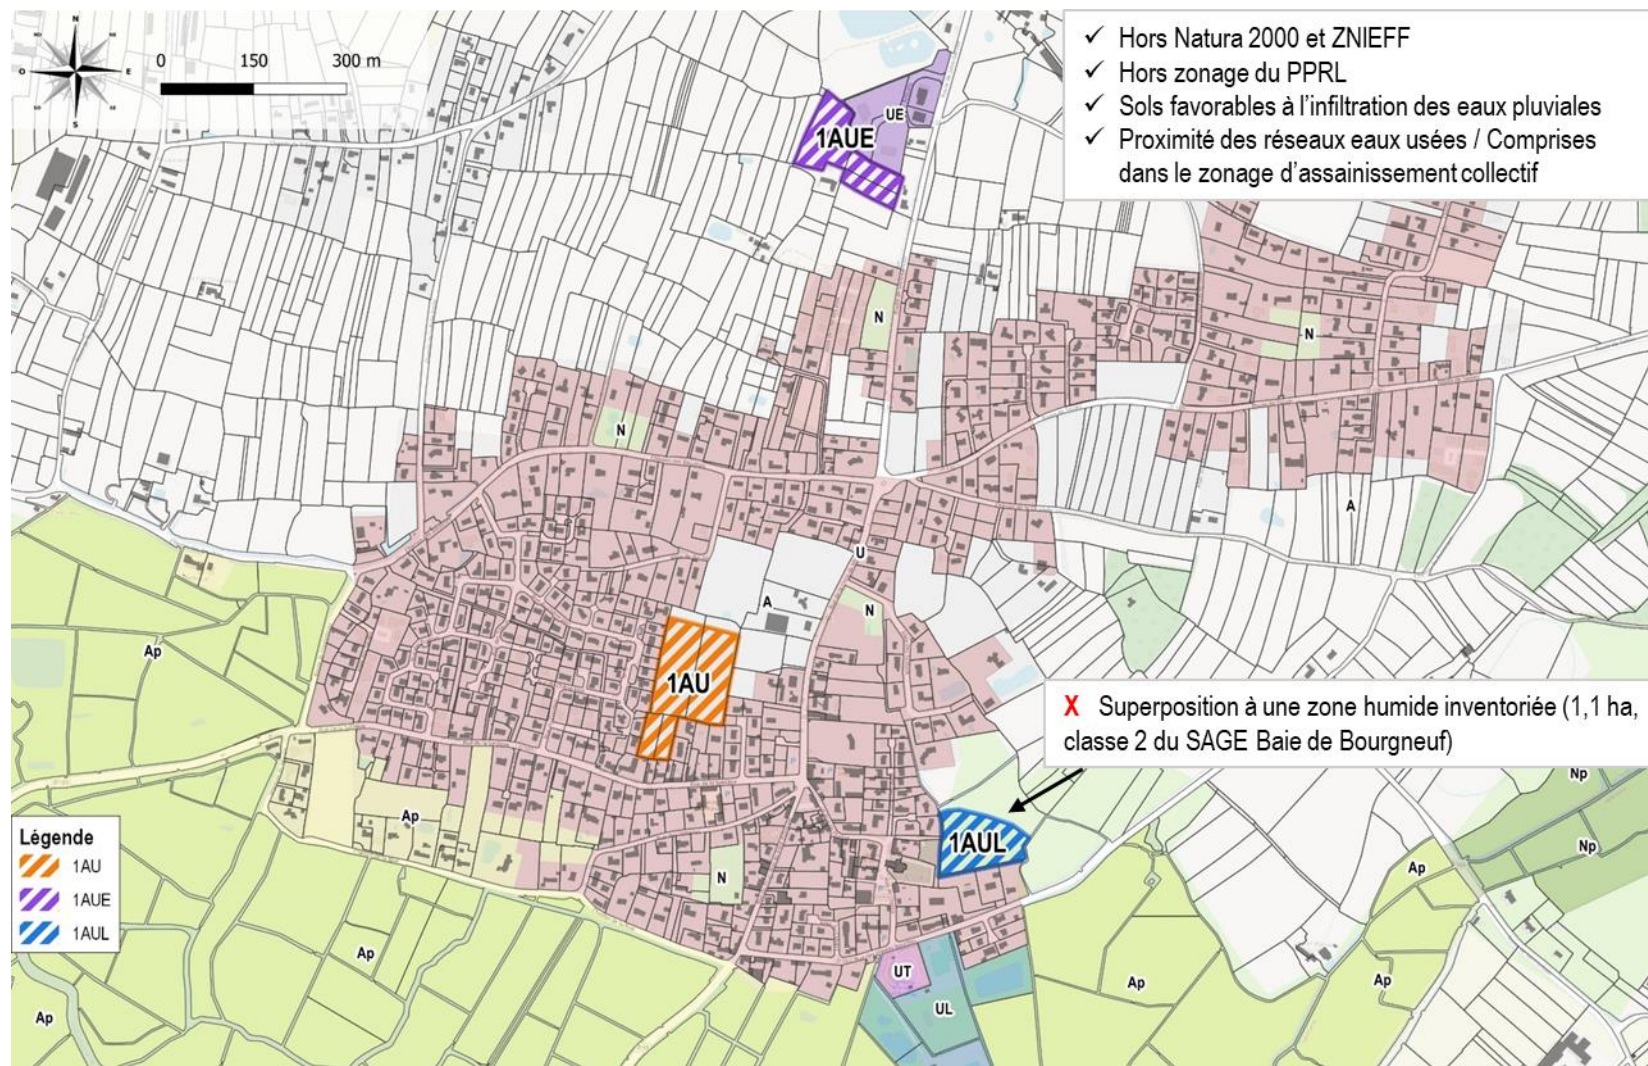 N
O
E
S
0 150 300 m
✓ Hors Natura 2000 et ZNIEFF
✓ Hors zonage du PPRL
✓ Sols favorables à l'infiltration des eaux pluviales
✓ Proximité des réseaux eaux usées / Comprises
dans le zonage d'assainissement collectif
UE
1AUE
N
N
N
A
U
A
N
Ap
1AU
X Superposition à une zone humide inventoriée (1,1 ha,
classe 2 du SAGE Baie de Bourgneuf)
Np
Ap
1AUL
Np
Ap
N
Légende
1AU
1AUE
1AUL
Ap
UT
Ap
Ap
UL
Ap